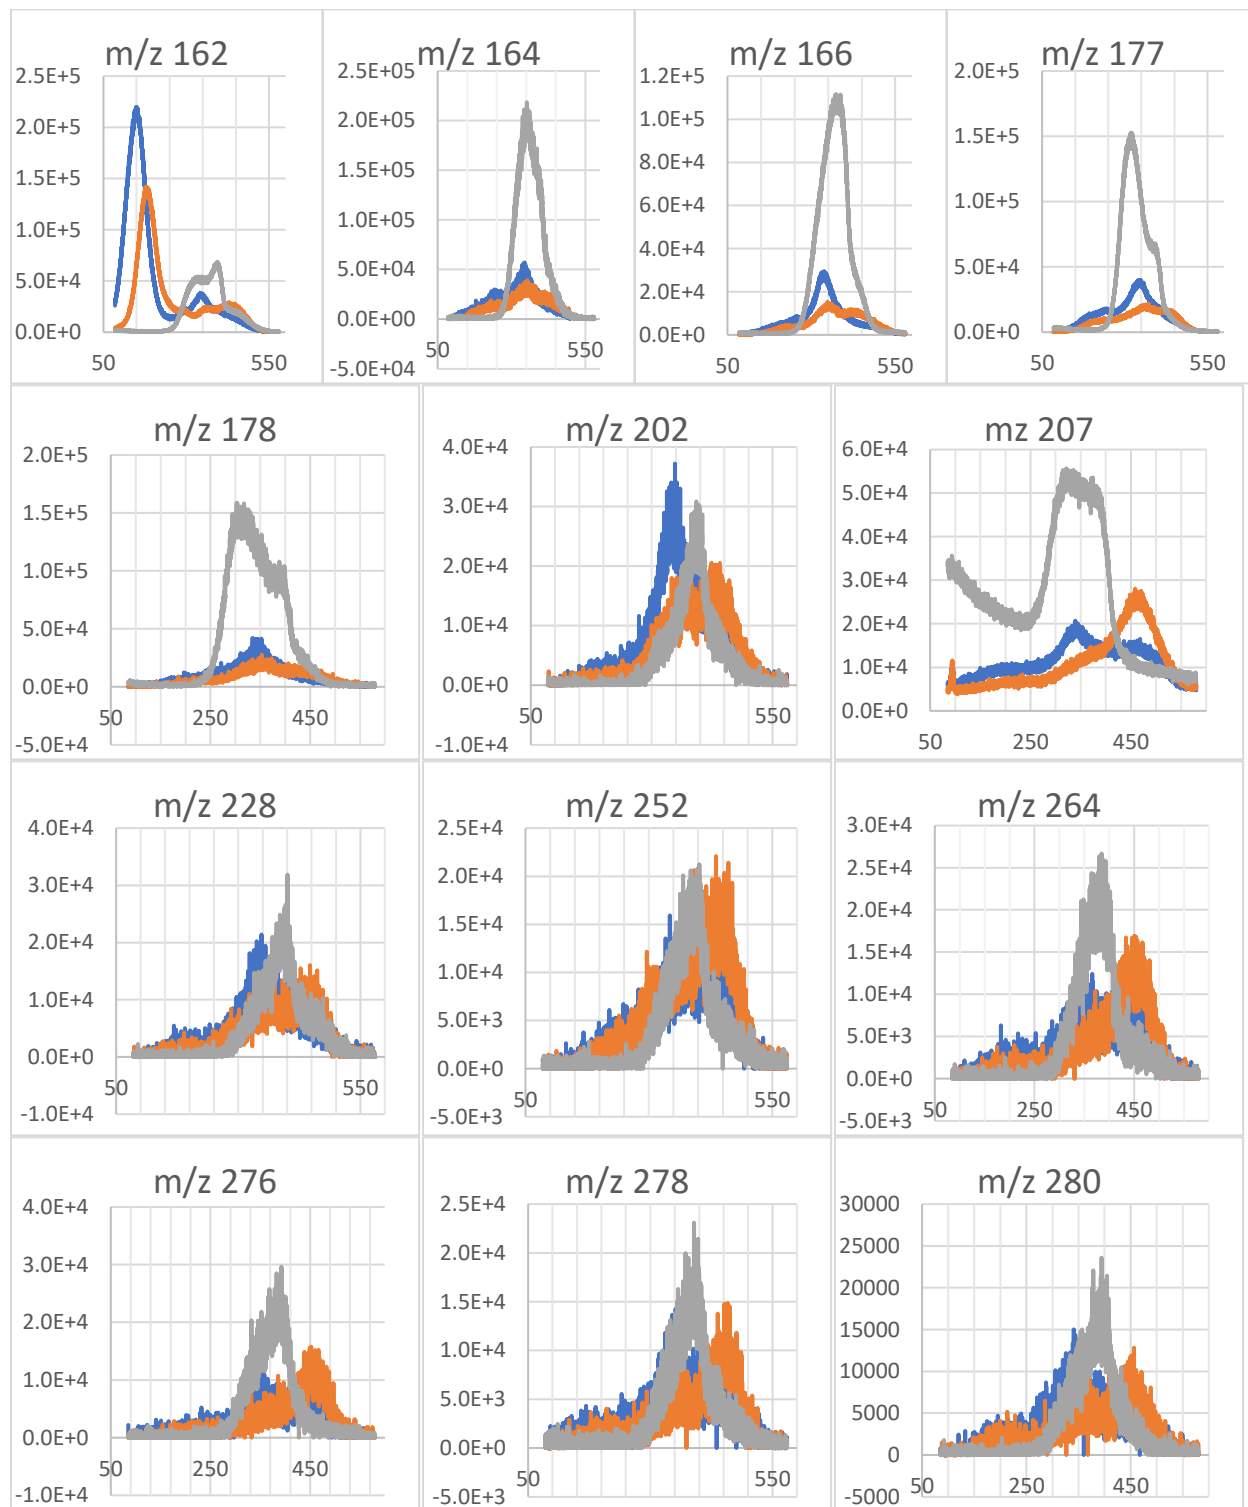 m/z 162
2.5E+5
2.0E+5
1.5E+5
1.0E+5
5.0E+4
0.0E+0
50 550
m/z 164
2.5E+05
2.0E+05
1.5E+05
1.0E+05
5.0E+04
0.0E+00
-5.0E+04
50 550
m/z 166
1.2E+5
1.0E+5
8.0E+4
6.0E+4
4.0E+4
2.0E+4
0.0E+0
50 550
m/z 177
2.0E+5
1.5E+5
1.0E+5
5.0E+4
0.0E+0
50 550
m/z 178
2.0E+5
1.5E+5
1.0E+5
5.0E+4
0.0E+0
-5.0E+4
50 250 450
m/z 202
4.0E+4
3.0E+4
2.0E+4
1.0E+4
0.0E+0
-1.0E+4
50 550
mz 207
6.0E+4
5.0E+4
4.0E+4
3.0E+4
2.0E+4
1.0E+4
0.0E+0
50 250 450
m/z 228
4.0E+4
3.0E+4
2.0E+4
1.0E+4
0.0E+0
-1.0E+4
50 550
m/z 252
2.5E+4
2.0E+4
1.5E+4
1.0E+4
5.0E+3
0.0E+0
-5.0E+3
50 550
m/z 264
3.0E+4
2.5E+4
2.0E+4
1.5E+4
1.0E+4
5.0E+3
0.0E+0
-5.0E+3
50 250 450
m/z 276
4.0E+4
3.0E+4
2.0E+4
1.0E+4
0.0E+0
-1.0E+4
50 250 450
m/z 278
2.5E+4
2.0E+4
1.5E+4
1.0E+4
5.0E+3
0.0E+0
-5.0E+3
50 550
m/z 280
30000
25000
20000
15000
10000
5000
0
-5000
50 250 450